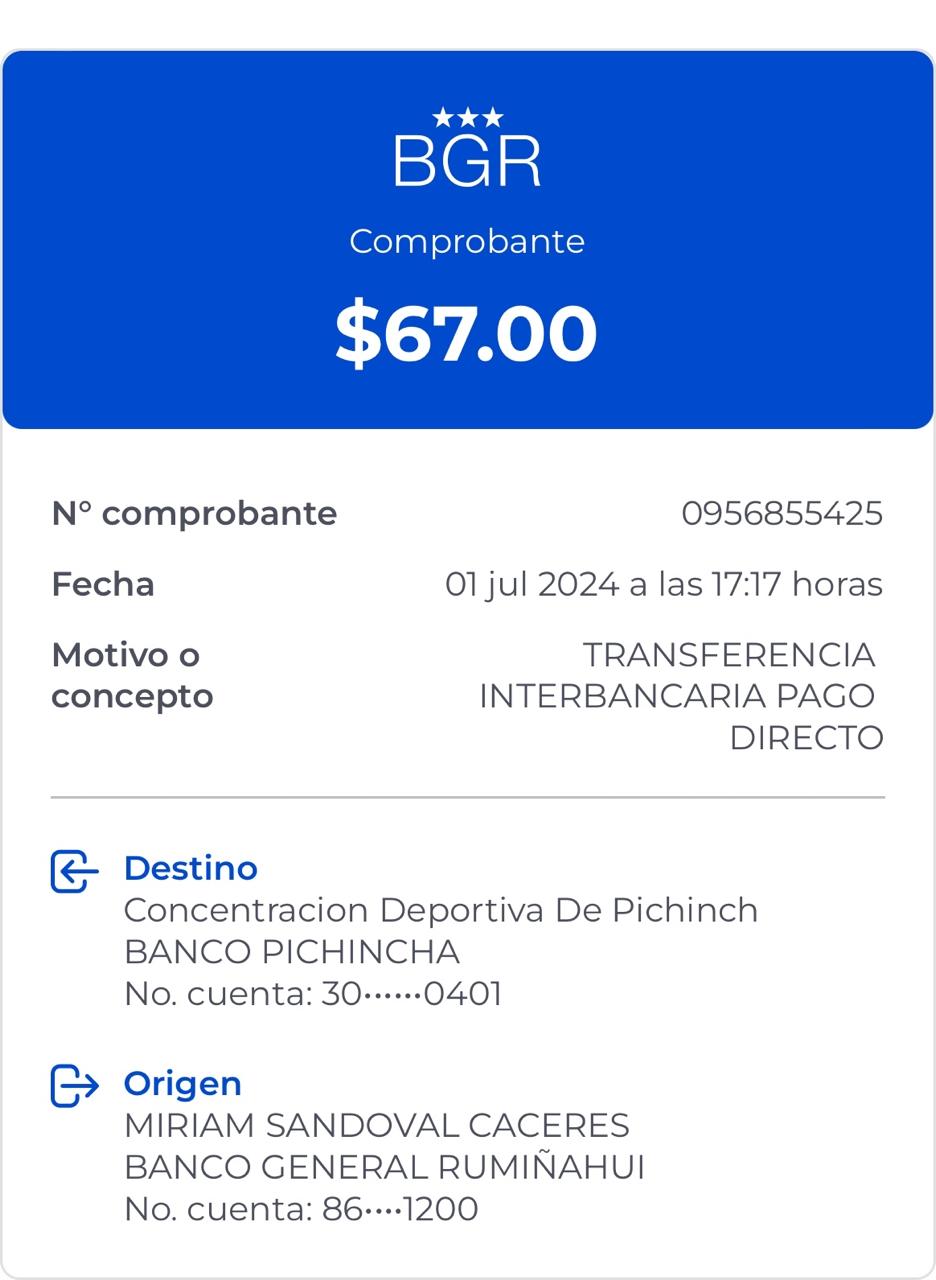 ★★★
BGR
Comprobante
$67.00
N° comprobante 0956855425
Fecha 01 jul 2024 a las 17:17 horas
Motivo o TRANSFERENCIA
concepto INTERBANCARIA PAGO
DIRECTO
Destino
Concentracion Deportiva De Pichinch
BANCO PICHINCHA
No. cuenta: 30••••••0401
Origen
MIRIAM SANDOVAL CACERES
BANCO GENERAL RUMIÑAHUI
No. cuenta: 86••••1200